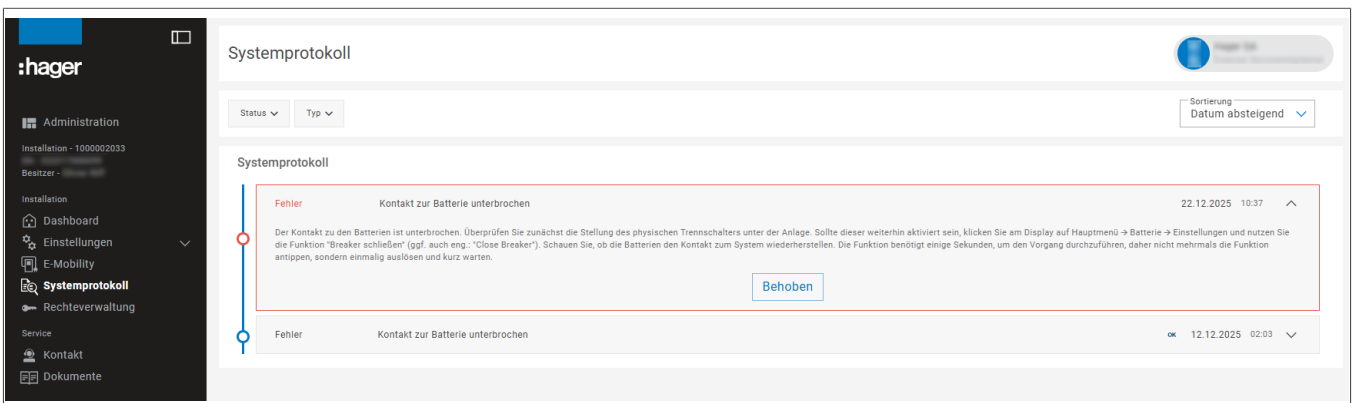 :hager
Administration
Installation - 1000002033
Besitzer -
Installation
Dashboard
Einstellungen
E-Mobility
Systemprotokoll
Rechteverwaltung
Service
Kontakt
Dokumente
Systemprotokoll
Status
Typ
Sortierung
Datum absteigend
Systemprotokoll
Fehler Kontakt zur Batterie unterbrochen 22.12.2025 10:37
Der Kontakt zu den Batterien ist unterbrochen. Überprüfen Sie zunächst die Stellung des physischen Trennschalters unter der Anlage. Sollte dieser weiterhin aktiviert sein, klicken Sie am Display auf Hauptmenü → Batterie → Einstellungen und nutzen Sie
die Funktion "Breaker schließen" (ggf. auch eng.: "Close Breaker"). Schauen Sie, ob die Batterien den Kontakt zum System wiederherstellen. Die Funktion benötigt einige Sekunden, um den Vorgang durchzuführen, daher nicht mehrmals die Funktion
antippen, sondern einmalig auslösen und kurz warten.
Behoben
Fehler Kontakt zur Batterie unterbrochen OK 12.12.2025 02:03